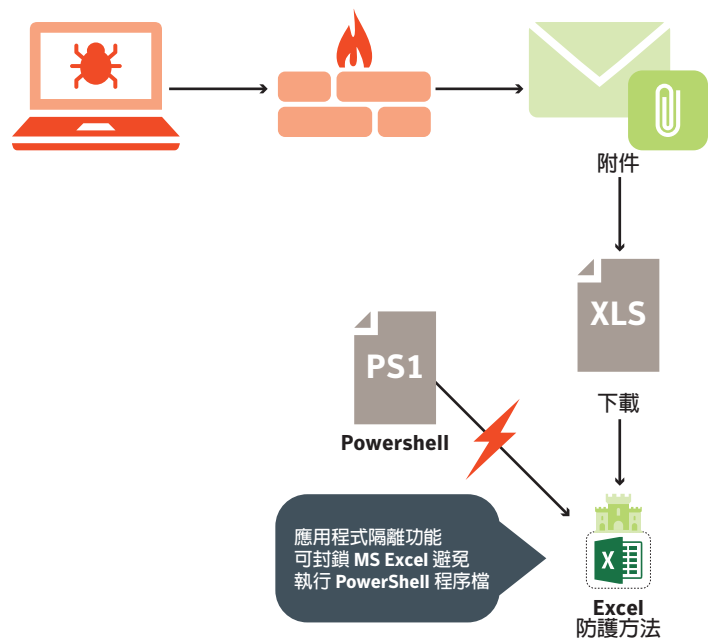 附件
XLS
下載
PS1
Powershell
應用程式隔離功能
可封鎖 MS Excel 避免
執行 PowerShell 程序檔
X
Excel
防護方法